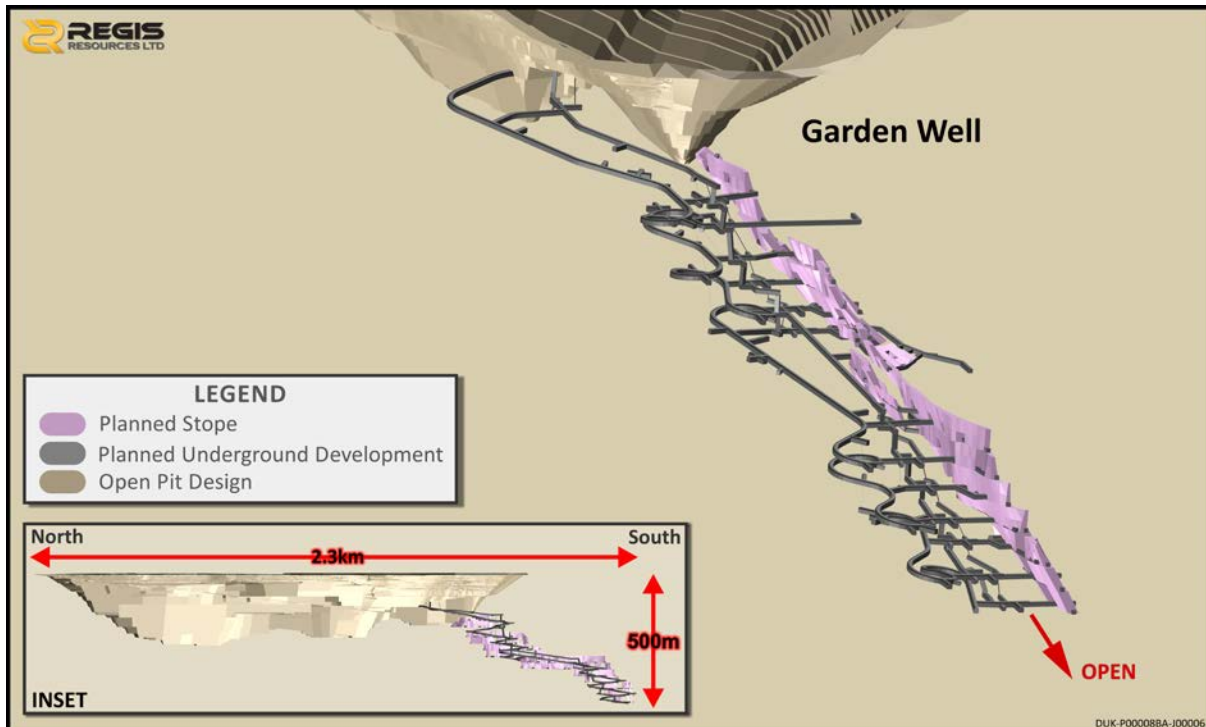 REGIS
RESOURCES LTD
Garden Well
LEGEND
Planned Stope
Planned Underground Development
Open Pit Design
North
South
2.3km
500m
INSET
OPEN
DUK-P00008BA-J00006